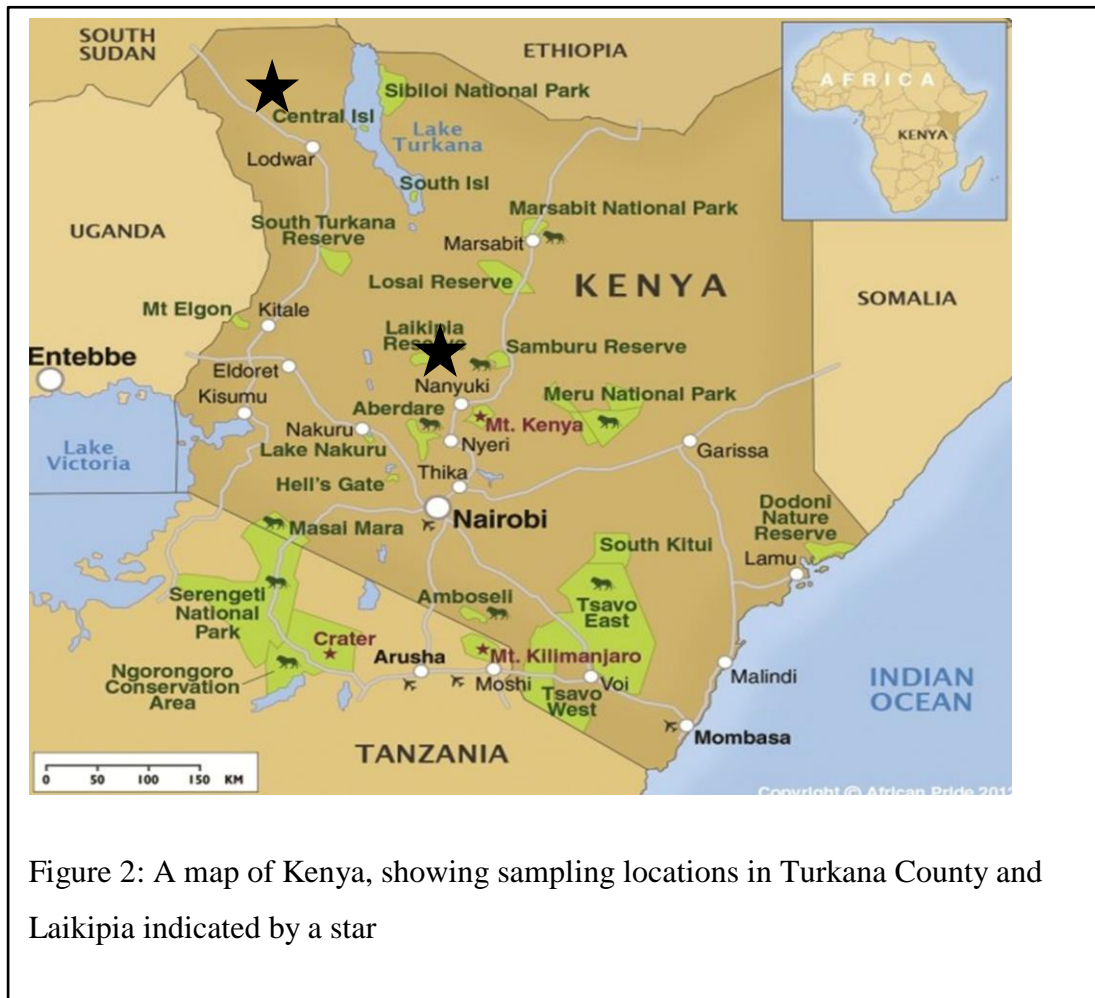 SOUTH
SUDAN
ETHIOPIA
AFRICA
KENYA
Sibiloi National Park
Central Isl
Lake
Turkana
Lodwar
South Isl
UGANDA
South Turkana
Reserve
Marsabit National Park
Marsabit
Losai Reserve
KENYA
SOMALIA
Mt Elgon
Kitale
Laikipia
Reserve
Samburu Reserve
Entebbe
Eldoret
Nanyuki
Meru National Park
Kisumu
Aberdare
Mt. Kenya
Nakuru
Nyeri
Garissa
Lake
Victoria
Lake Nakuru
Thika
Hell's Gate
Nairobi
Dodoni
Nature
Reserve
Masai Mara
South Kitui
Lamu
Serengeti
National
Park
Amboseli
Tsavo
East
Crater
Arusha
Mt. Kilimanjaro
Ngorongoro
Conservation
Area
Moshi
Voi
Malindi
INDIAN
OCEAN
Tsavo
West
Mombasa
TANZANIA
0 50 100 150 KM
Copyright © African Pride 2012
Figure 2: A map of Kenya, showing sampling locations in Turkana County and
Laikipia indicated by a star